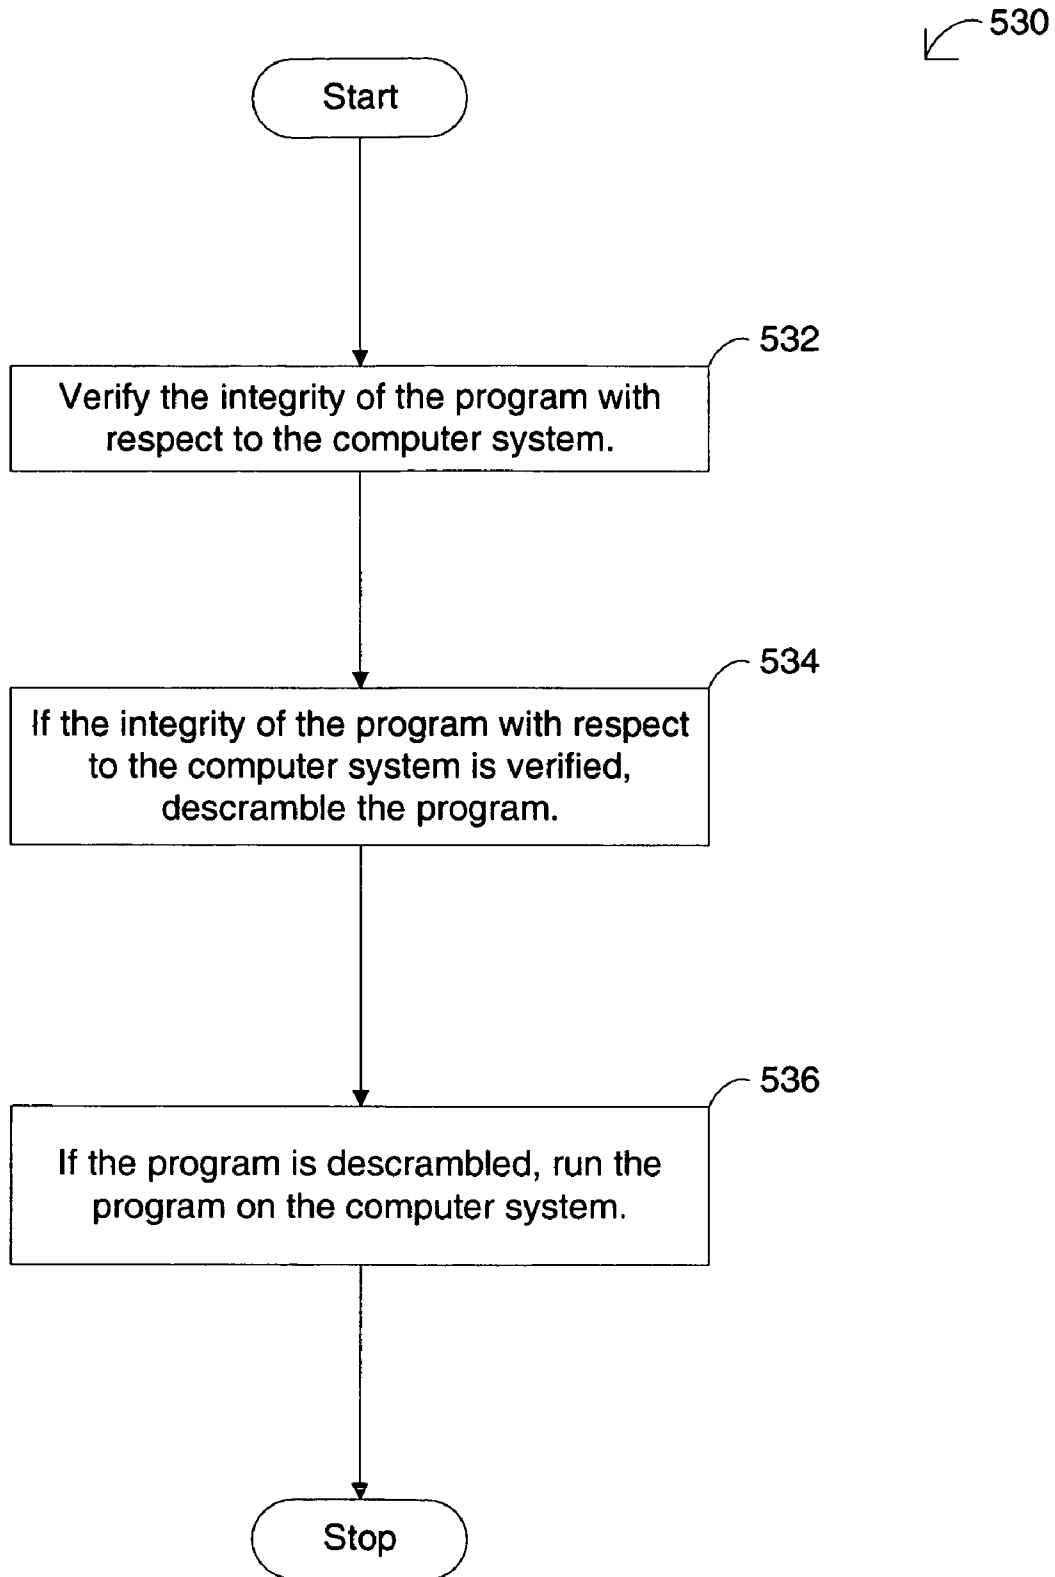 530
Start
532
Verify the integrity of the program with
respect to the computer system.
534
If the integrity of the program with respect
to the computer system is verified,
descramble the program.
536
If the program is descrambled, run the
program on the computer system.
Stop